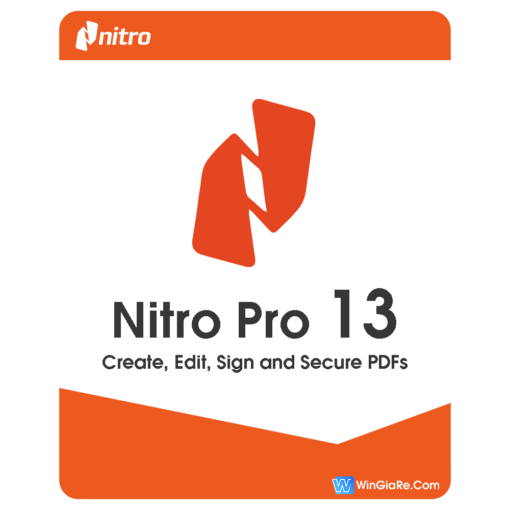 nitro
Nitro Pro 13
Create, Edit, Sign and Secure PDFs
WinGiaRe.Com